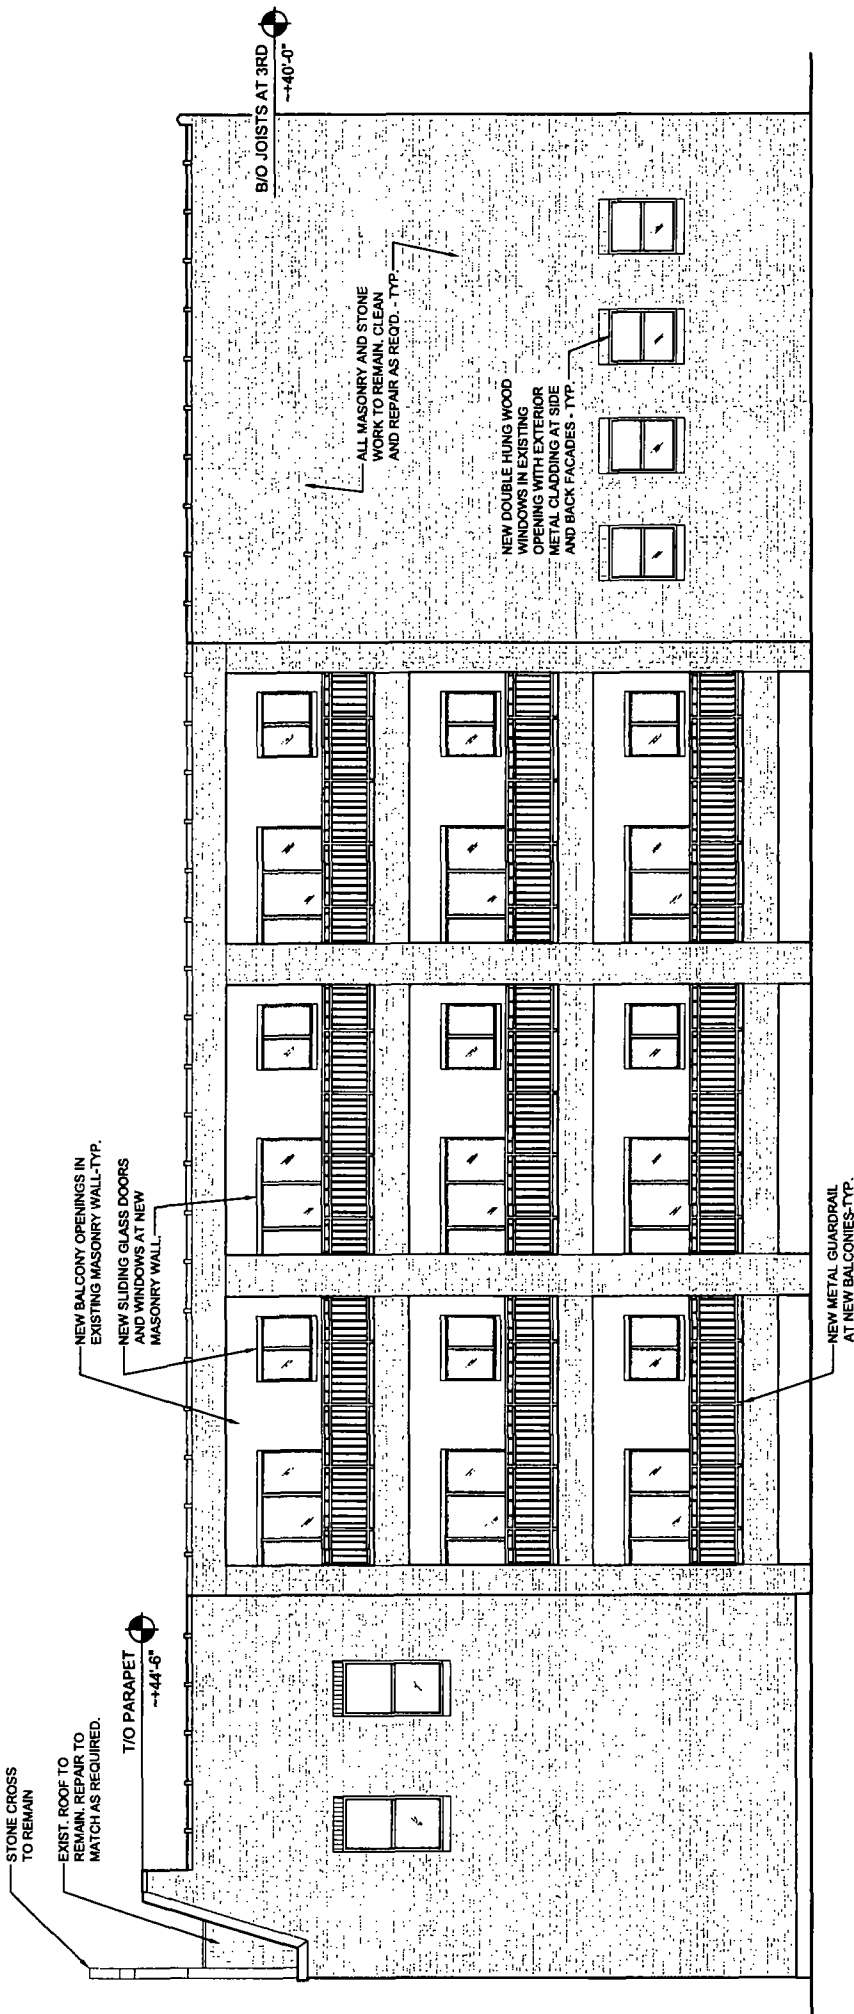 STONE CROSS
TO REMAIN
EXIST. ROOF TO
REMAIN. REPAIR TO
MATCH AS REQUIRED.
T/O PARAPET
~+44'-6"
NEW BALCONY OPENINGS IN
EXISTING MASONRY WALL-TYP.
NEW SLIDING GLASS DOORS
AND WINDOWS AT NEW
MASONRY WALL.
NEW METAL GUARDRAIL
AT NEW BALCONIES-TYP.
ALL MASONRY AND STONE
WORK TO REMAIN. CLEAN
AND REPAIR AS REQ'D. - TYP.
NEW DOUBLE HUNG WOOD
WINDOWS IN EXISTING
OPENING WITH EXTERIOR
METAL CLADDING AT SIDE
AND BACK FACADES - TYP.
B/O JOISTS AT 3RD
~+40'-0"